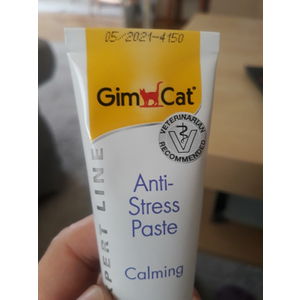 05/2021-4150
GimCat®
VETERINARIAN
RECOMMENDED
PERT LINE
Anti-
Stress
Paste
Calming